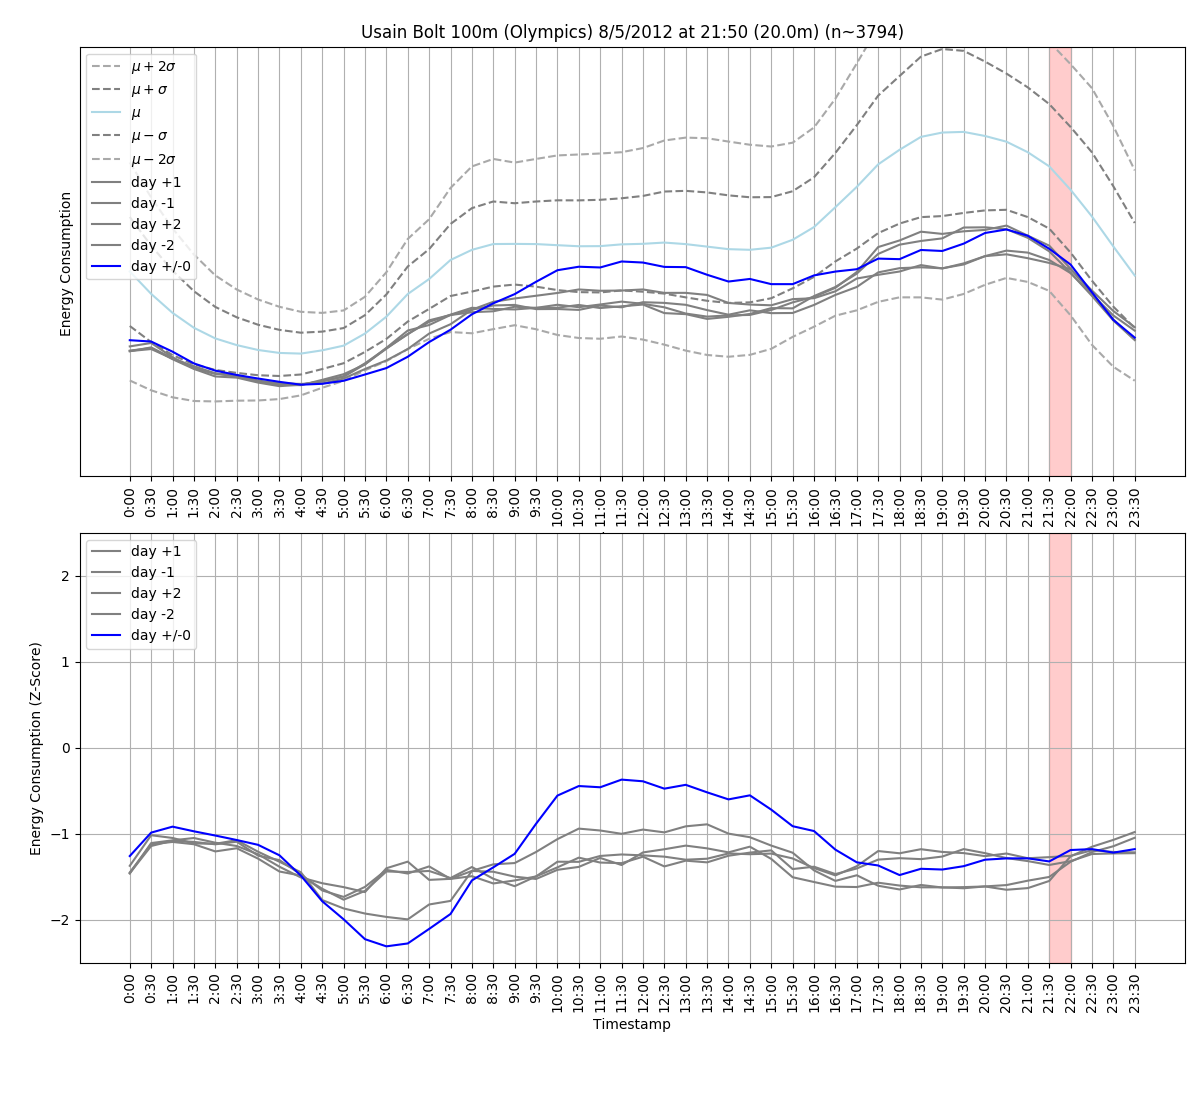 Usain Bolt 100m (Olympics) 8/5/2012 at 21:50 (20.0m) (n~3794)
μ + 2σ
μ + σ
μ
μ − σ
μ − 2σ
day +1
day -1
day +2
day -2
day +/-0
Energy Consumption
0:00 0:30 1:00 1:30 2:00 2:30 3:00 3:30 4:00 4:30 5:00 5:30 6:00 6:30 7:00 7:30 8:00 8:30 9:00 9:30 10:00 10:30 11:00 11:30 12:00 12:30 13:00 13:30 14:00 14:30 15:00 15:30 16:00 16:30 17:00 17:30 18:00 18:30 19:00 19:30 20:00 20:30 21:00 21:30 22:00 22:30 23:00 23:30
day +1
day -1
day +2
day -2
day +/-0
2
1
0
−1
−2
Energy Consumption (Z-Score)
0:00 0:30 1:00 1:30 2:00 2:30 3:00 3:30 4:00 4:30 5:00 5:30 6:00 6:30 7:00 7:30 8:00 8:30 9:00 9:30 10:00 10:30 11:00 11:30 12:00 12:30 13:00 13:30 14:00 14:30 15:00 15:30 16:00 16:30 17:00 17:30 18:00 18:30 19:00 19:30 20:00 20:30 21:00 21:30 22:00 22:30 23:00 23:30
Timestamp